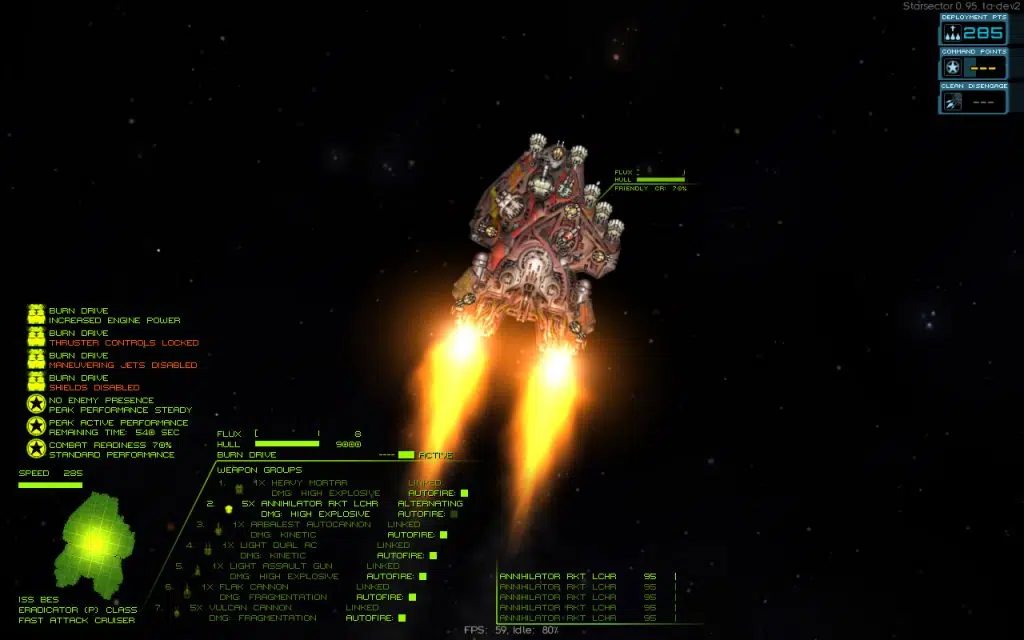 Starsector 0.95.1a-dev2
DEPLOYMENT PTS
285
COMMAND POINTS
---
CLEAN DISENGAGE
---
FLUX
HULL
FRIENDLY CR: 70%
BURN DRIVE
INCREASED ENGINE POWER
BURN DRIVE
THRUSTER CONTROLS LOCKED
BURN DRIVE
MANEUVERING JETS DISABLED
BURN DRIVE
SHIELDS DISABLED
NO ENEMY PRESENCE
PEAK PERFORMANCE STEADY
PEAK ACTIVE PERFORMANCE
REMAINING TIME: 540 SEC
COMBAT READINESS 70%
STANDARD PERFORMANCE
SPEED 285
ISS BES
ERADICATOR (P) CLASS
FAST ATTACK CRUISER
FLUX 0
HULL 9000
BURN DRIVE ---- ACTIVE
WEAPON GROUPS
1. 1X HEAVY MORTAR LINKED
DMG: HIGH EXPLOSIVE AUTOFIRE:
2. 5X ANNIHILATOR RKT LCHR ALTERNATING
DMG: HIGH EXPLOSIVE AUTOFIRE:
3. 1X ARBALEST AUTOCANNON LINKED
DMG: KINETIC AUTOFIRE:
4. 1X LIGHT DUAL AC LINKED
DMG: KINETIC AUTOFIRE:
5. 1X LIGHT ASSAULT GUN LINKED
DMG: HIGH EXPLOSIVE AUTOFIRE:
6. 1X FLAK CANNON LINKED
DMG: FRAGMENTATION AUTOFIRE:
7. 5X VULCAN CANNON LINKED
DMG: FRAGMENTATION AUTOFIRE:
ANNIHILATOR RKT LCHR 95
ANNIHILATOR RKT LCHR 95
ANNIHILATOR RKT LCHR 95
ANNIHILATOR RKT LCHR 95
ANNIHILATOR RKT LCHR 95
FPS: 59, Idle: 80%